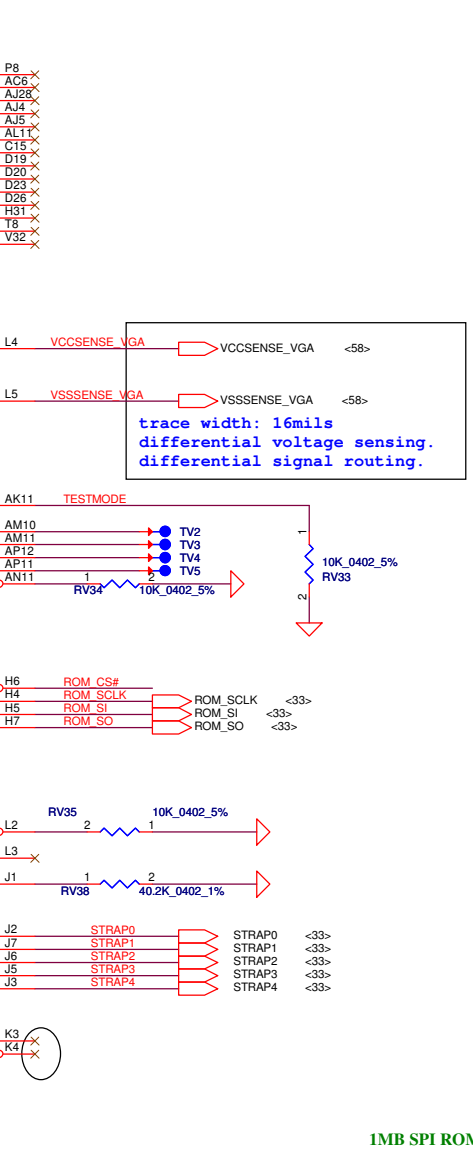 P8
AC6
AJ28
AJ4
AJ5
AL11
C15
D19
D20
D23
D26
H31
T8
V32
L4 VCCSENSE_VGA VCCSENSE_VGA <58>
L5 VSSSENSE_VGA VSSSENSE_VGA <58>
trace width: 16mils
differential voltage sensing.
differential signal routing.
AK11 TESTMODE
AM10 TV2
AM11 TV3
AP12 TV4
AP11 TV5
AN11 1 2
RV34 10K_0402_5%
1
10K_0402_5%
RV33
2
H6 ROM_CS#
H4 ROM_SCLK ROM_SCLK <33>
H5 ROM_SI ROM_SI <33>
H7 ROM_SO ROM_SO <33>
RV35 10K_0402_5%
L2 2 1
L3
J1 1 2
RV38 40.2K_0402_1%
J2 STRAP0 STRAP0 <33>
J7 STRAP1 STRAP1 <33>
J6 STRAP2 STRAP2 <33>
J5 STRAP3 STRAP3 <33>
J3 STRAP4 STRAP4 <33>
K3
K4
1MB SPI ROM